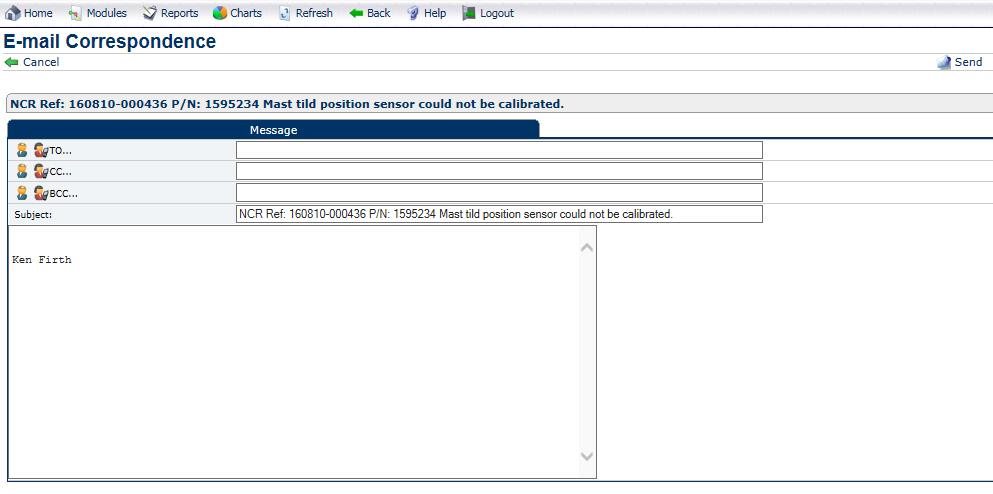 Home Modules Reports Charts Refresh Back Help Logout
E-mail Correspondence
Cancel Send
NCR Ref: 160810-000436 P/N: 1595234 Mast tild position sensor could not be calibrated.
Message
TO...
CC...
BCC...
Subject: NCR Ref: 160810-000436 P/N: 1595234 Mast tild position sensor could not be calibrated.
Ken Firth